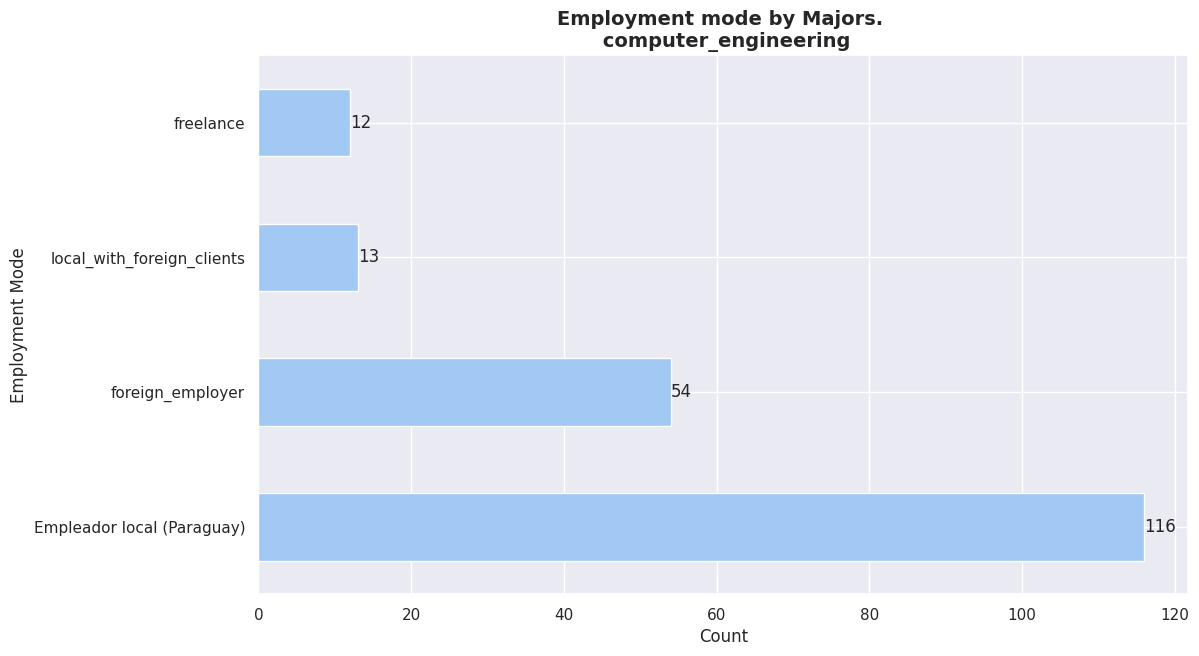 Employment mode by Majors.
computer_engineering
freelance
12
local_with_foreign_clients
13
foreign_employer
54
Empleador local (Paraguay)
116
Employment Mode
0 20 40 60 80 100 120
Count